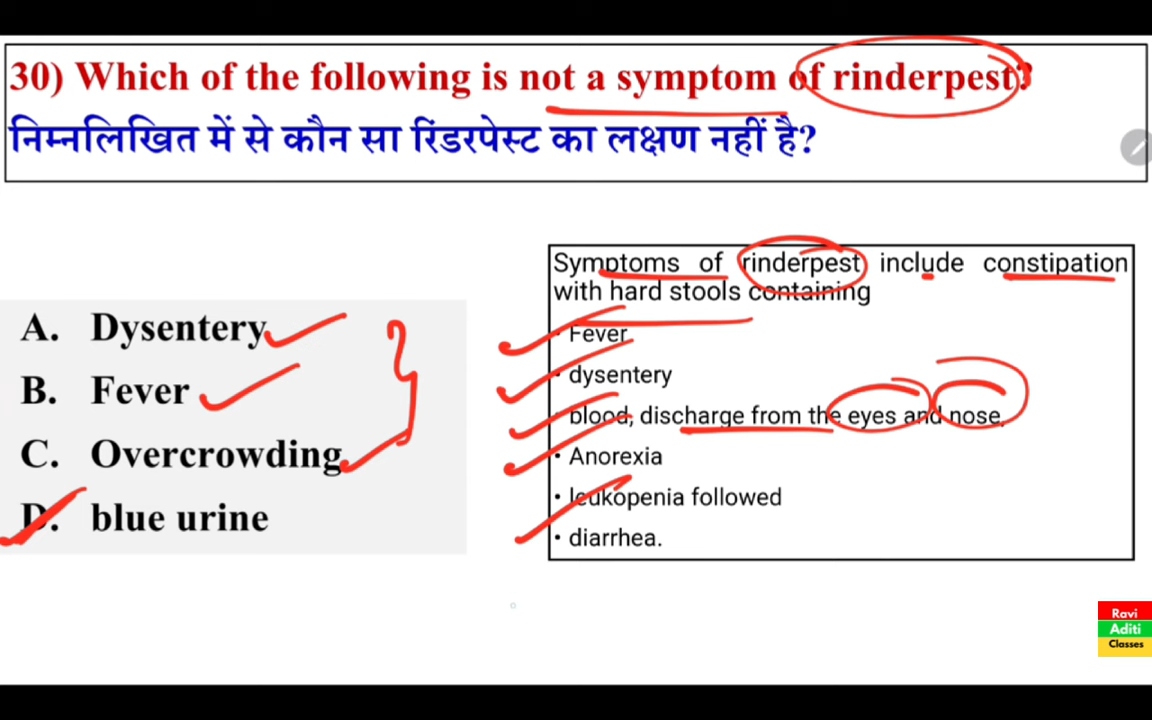 30) Which of the following is not a symptom of rinderpest?
निम्नलिखित में से कौन सा रिंडरपेस्ट का लक्षण नहीं है?
A. Dysentery
B. Fever
C. Overcrowding
D. blue urine
Symptoms of rinderpest include constipation
with hard stools containing
• Fever
• dysentery
• blood, discharge from the eyes and nose.
• Anorexia
• leukopenia followed
• diarrhea.
Ravi
Aditi
Classes